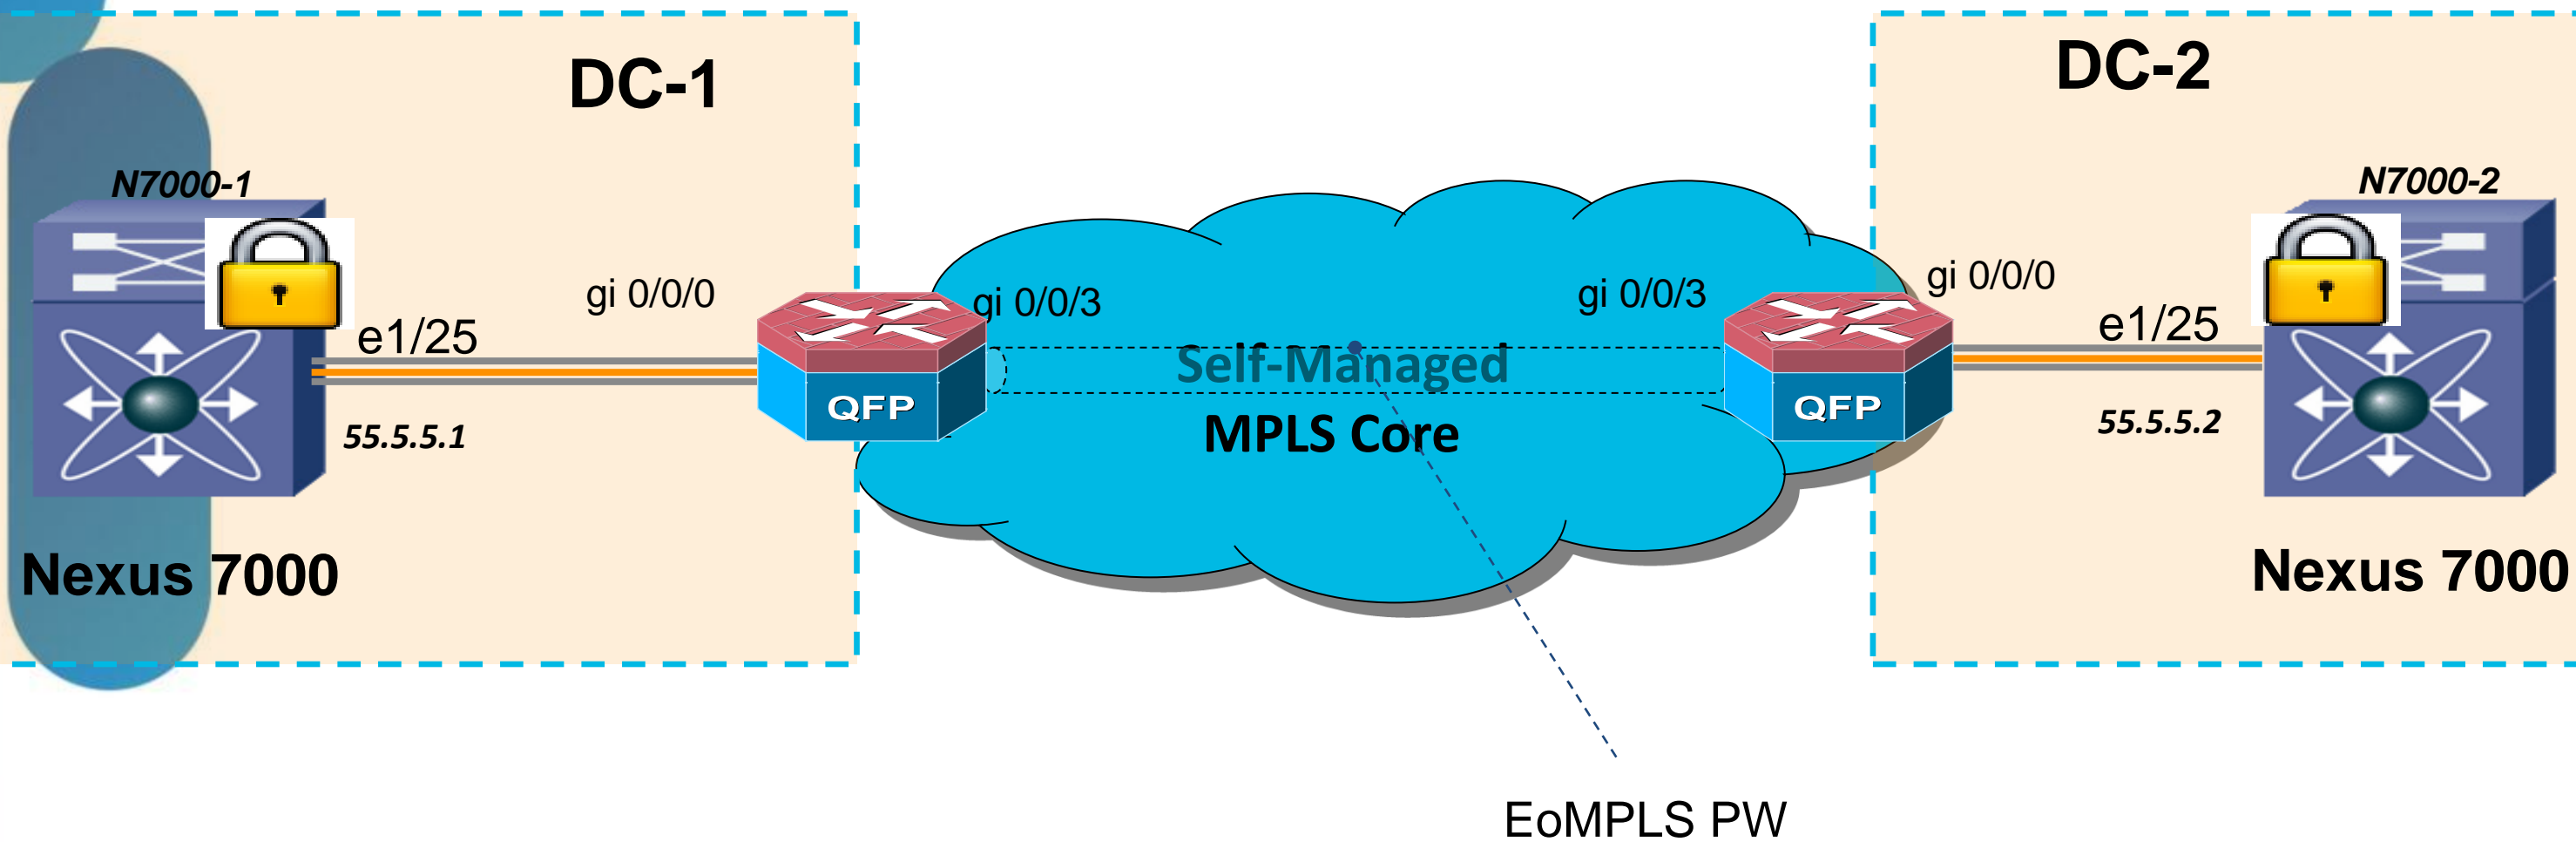 DC-1
DC-2
N7000-1
N7000-2
gi 0/0/0
gi 0/0/3
gi 0/0/3
gi 0/0/0
e1/25
e1/25
Self-Managed
MPLS Core
QFP
QFP
55.5.5.1
55.5.5.2
Nexus 7000
Nexus 7000
EoMPLS PW